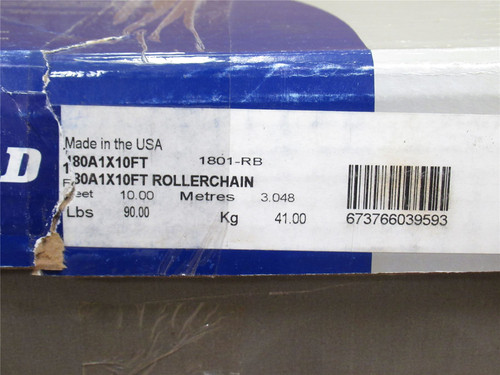 D
Made in the USA
180A1X10FT 1801-RB
180A1X10FT ROLLERCHAIN
Feet 10.00 Metres 3.048
Lbs 90.00 Kg 41.00
673766039593